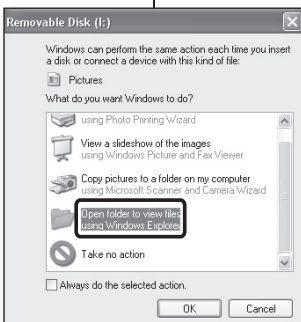 Removable Disk (I:)
Windows can perform the same action each time you insert
a disk or connect a device with this kind of file:
Pictures
What do you want Windows to do?
using Photo Printing Wizard
View a slideshow of the images
using Windows Picture and Fax Viewer
Copy pictures to a folder on my computer
using Microsoft Scanner and Camera Wizard
Open folder to view files
using Windows Explorer
Take no action
Always do the selected action.
OK
Cancel